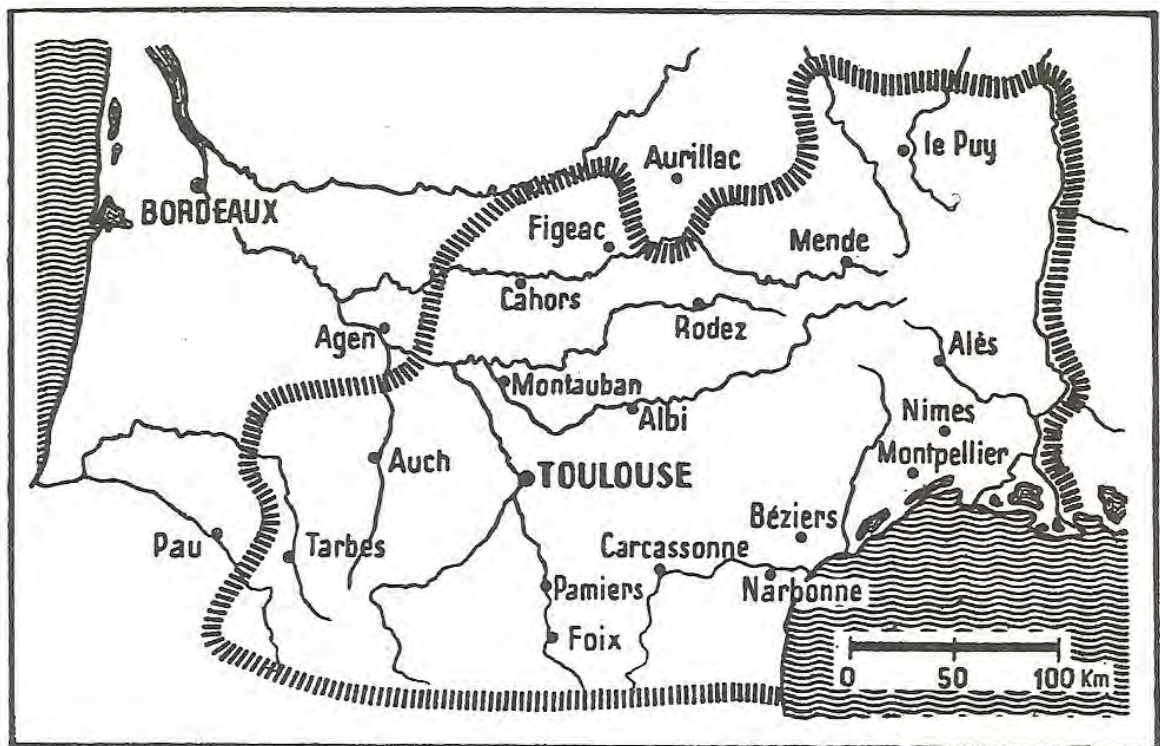 le Puy
Aurillac
BORDEAUX
Figeac
Mende
Cahors
Rodez
Agen
Alès
Montauban
Albi
Nimes
Auch
TOULOUSE
Montpellier
Béziers
Pau
Tarbes
Carcassonne
Pamiers
Narbonne
Foix
0 50 100 Km